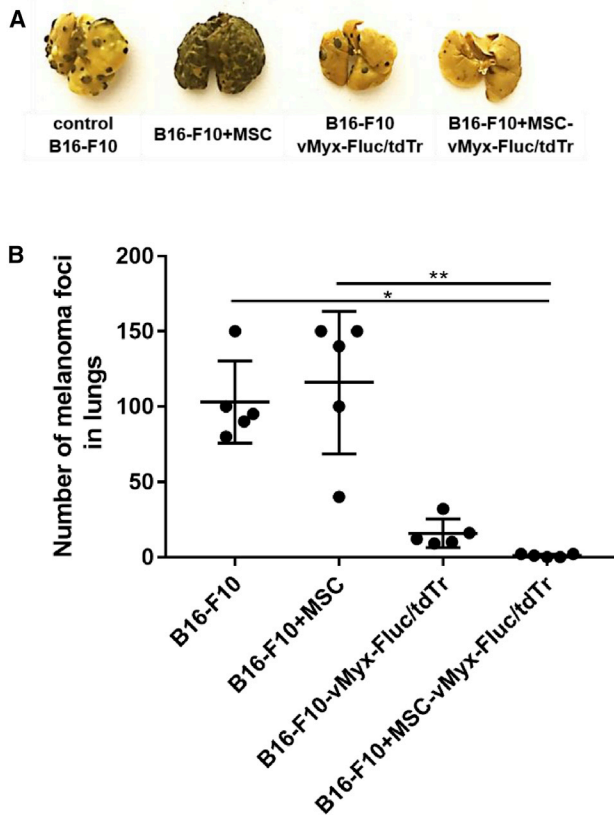 A
control
B16-F10
B16-F10+MSC
B16-F10
vMyx-Fluc/tdTr
B16-F10+MSC-
vMyx-Fluc/tdTr
B
Number of melanoma foci
in lungs
200
150
100
50
0
**
*
B16-F10
B16-F10+MSC
B16-F10-vMyx-Fluc/tdTr
B16-F10+MSC-vMyx-Fluc/tdTr